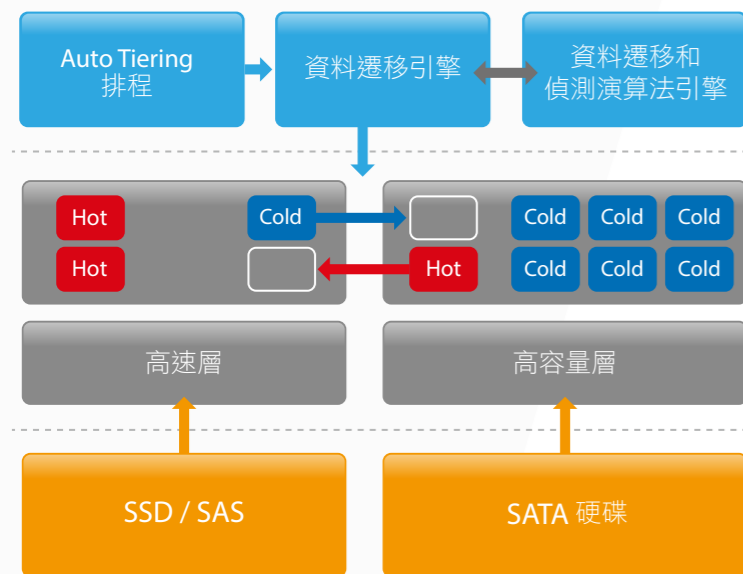 Auto Tiering
排程
資料遷移引擎
資料遷移和
偵測演算法引擎
Hot
Cold
Cold
Cold
Cold
Hot
Hot
Cold
Cold
Cold
高速層
高容量層
SSD / SAS
SATA 硬碟